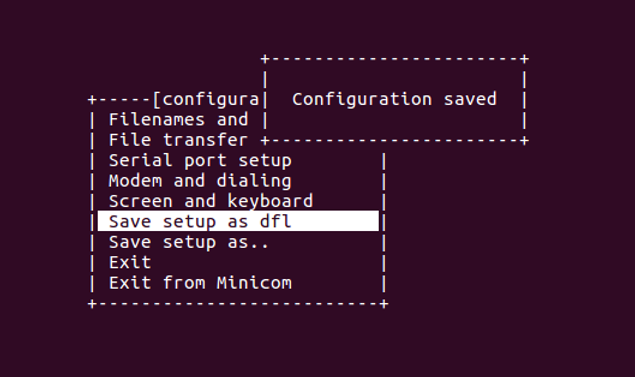 +-----------------------+
|                       |
+-----[configura|  Configuration saved  |
| Filenames and |                       |
| File transfer +-----------------------+
| Serial port setup        |
| Modem and dialing        |
| Screen and keyboard      |
| Save setup as dfl        |
| Save setup as..          |
| Exit                     |
| Exit from Minicom        |
+--------------------------+